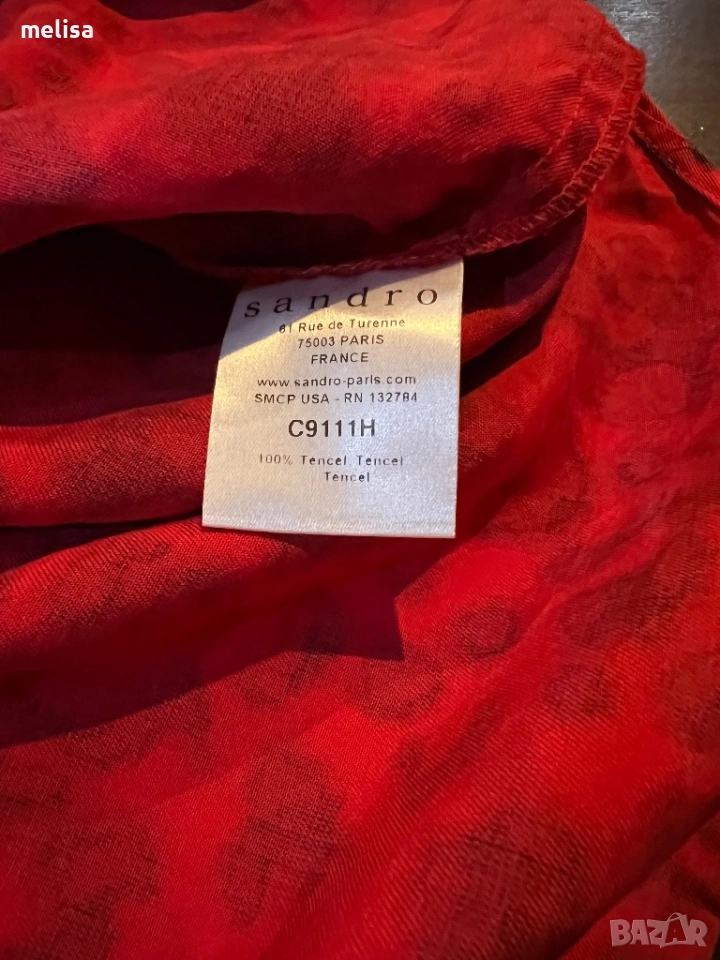 melisa
sandro
61 Rue de Turenne
75003 PARIS
FRANCE
www.sandro-paris.com
SMCP USA - RN 132784
C9111H
100% Tencel Tencel
Tencel
BAZAR